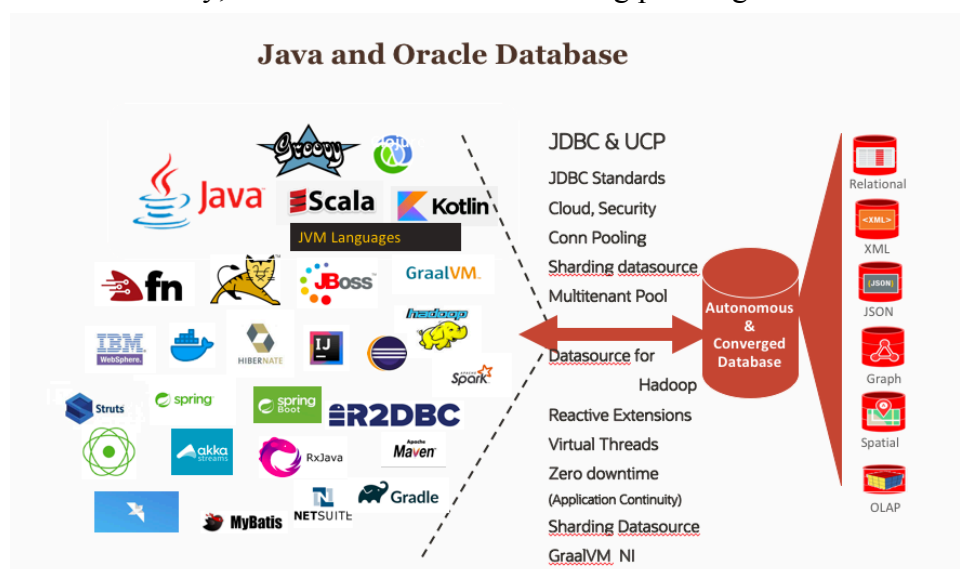 Java and Oracle Database
Groovy
Java
Scala
Kotlin
JVM Languages
fn
JBoss
GraalVM
hadoop
IBM
WebSphere
HIBERNATE
IJ
APACHE
Spark
Struts
spring
spring
Boot
R2DBC
akka
streams
RxJava
Apache
Maven
MyBatis
N
NETSUITE
Gradle
JDBC & UCP
JDBC Standards
Cloud, Security
Conn Pooling
Sharding datasource
Multitenant Pool
Datasource for
Hadoop
Reactive Extensions
Virtual Threads
Zero downtime
(Application Continuity)
Sharding Datasource
GraalVM NI
Autonomous
&
Converged
Database
Relational
<XML>
XML
{JSON}
JSON
Graph
Spatial
OLAP